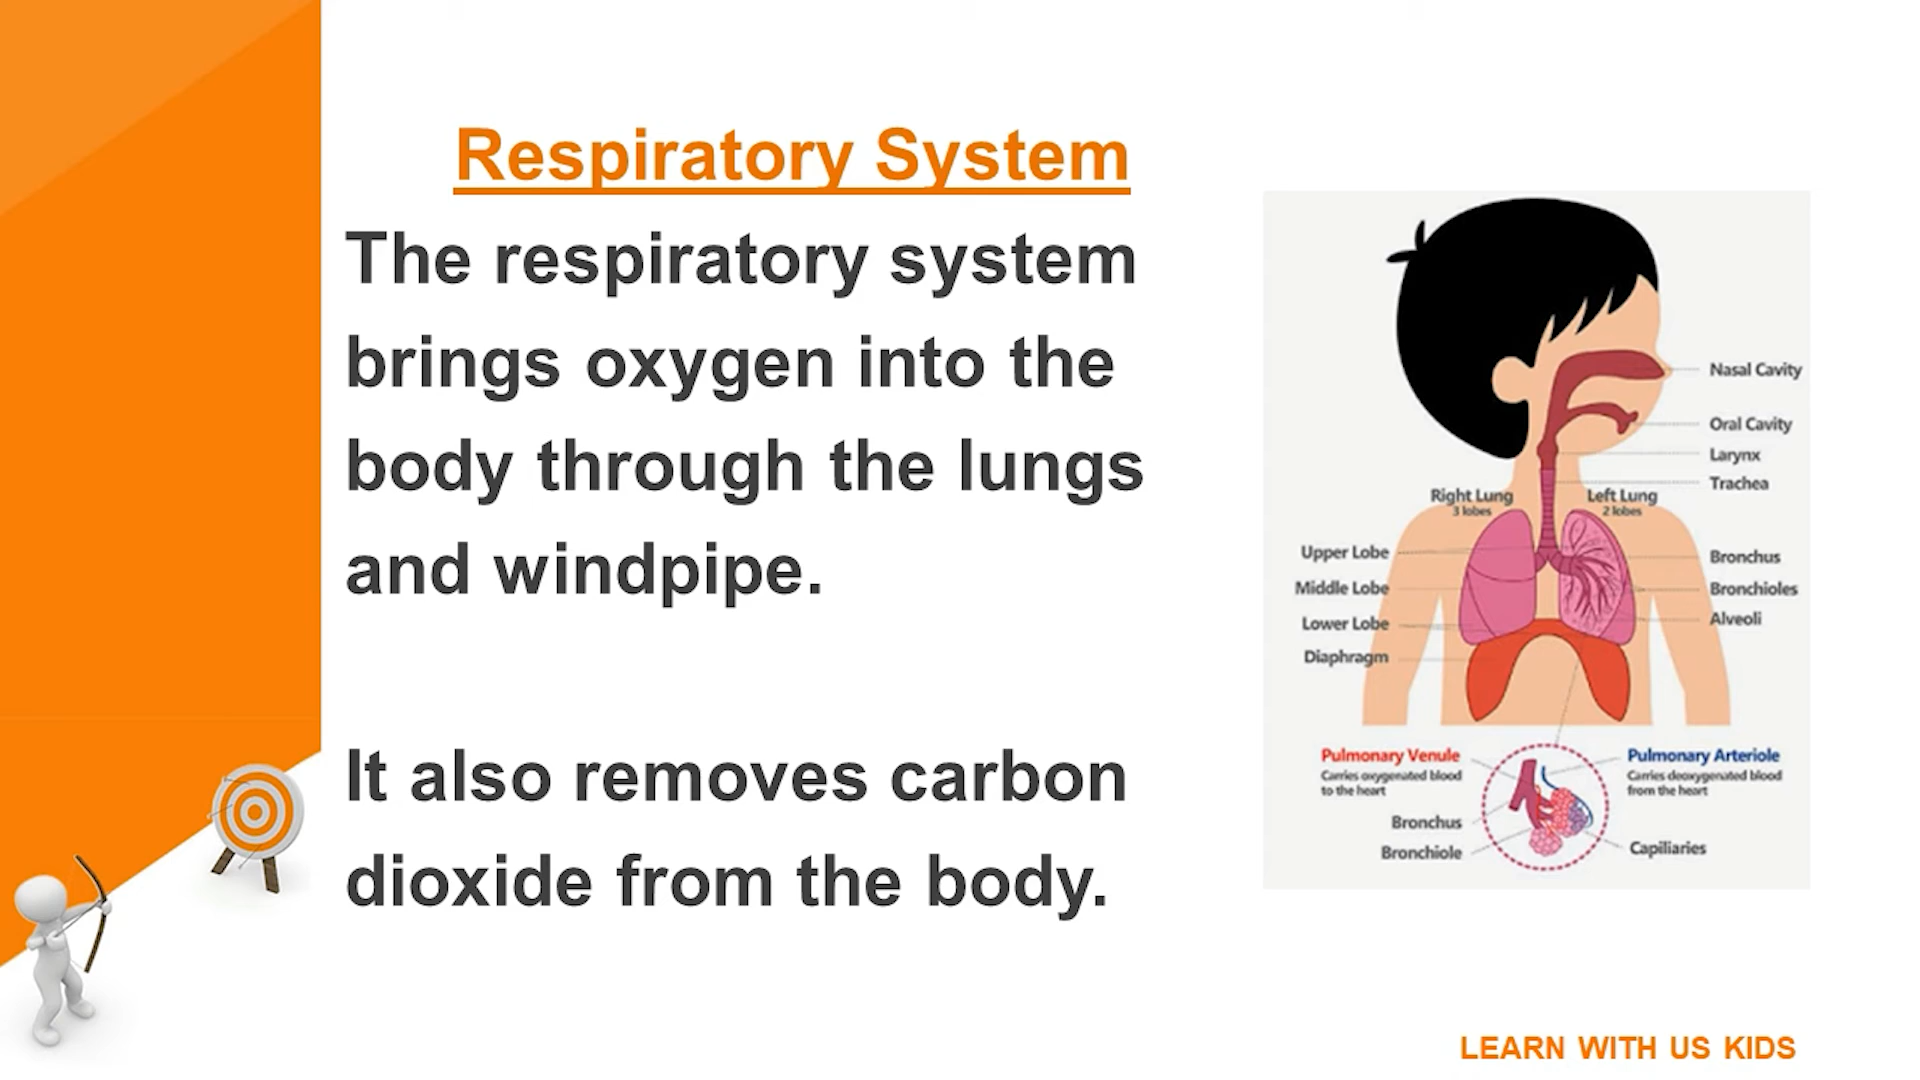 Respiratory System
The respiratory system
brings oxygen into the
body through the lungs
and windpipe.
It also removes carbon
dioxide from the body.
Nasal Cavity
Oral Cavity
Larynx
Trachea
Right Lung
3 lobes
Left Lung
2 lobes
Upper Lobe
Middle Lobe
Lower Lobe
Diaphragm
Bronchus
Bronchioles
Alveoli
Pulmonary Venule
Carries oxygenated blood
to the heart
Pulmonary Arteriole
Carries deoxygenated blood
from the heart
Bronchus
Bronchiole
Capiliaries
LEARN WITH US KIDS